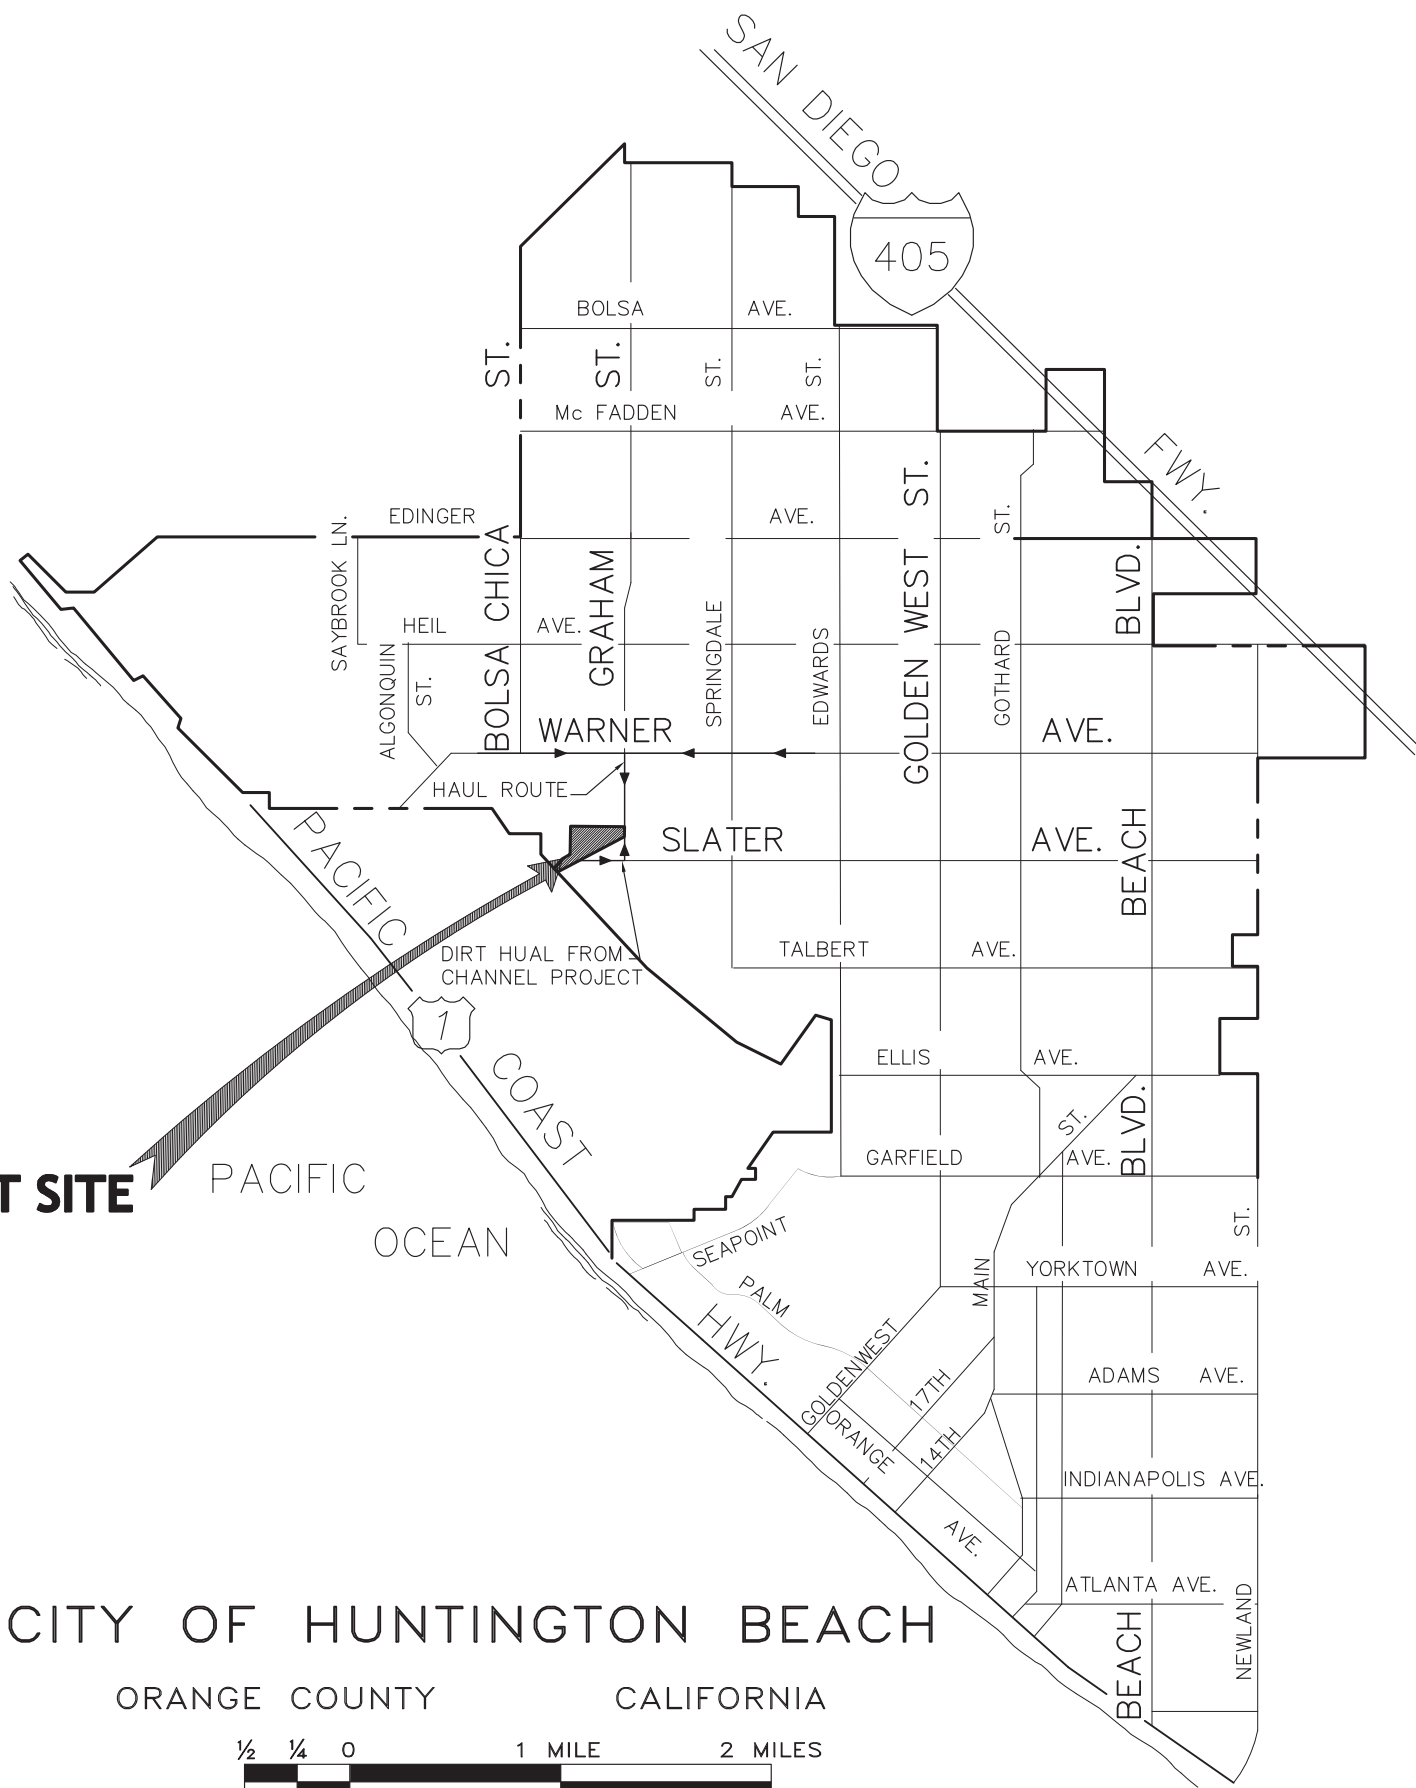 SAN DIEGO
405
FWY.
BOLSA AVE.
ST.
ST.
ST.
ST.
Mc FADDEN AVE.
EDINGER AVE.
SAYBROOK LN.
BOLSA CHICA
GRAHAM
GOLDEN WEST ST.
ST.
BLVD.
HEIL AVE.
ALGONQUIN
ST.
SPRINGDALE
EDWARDS
GOTHARD
WARNER AVE.
HAUL ROUTE
SLATER AVE.
BEACH
PACIFIC
DIRT HUAL FROM
CHANNEL PROJECT
TALBERT AVE.
1
COAST
ELLIS AVE.
ST.
BLVD.
GARFIELD AVE.
T SITE
PACIFIC
OCEAN
SEAPOINT
ST.
MAIN
YORKTOWN AVE.
PALM
HWY.
GOLDENWEST
17TH
ADAMS AVE.
ORANGE
14TH
INDIANAPOLIS AVE.
AVE.
ATLANTA AVE.
BEACH
NEWLAND
CITY OF HUNTINGTON BEACH
ORANGE COUNTY CALIFORNIA
½ ¼ 0 1 MILE 2 MILES